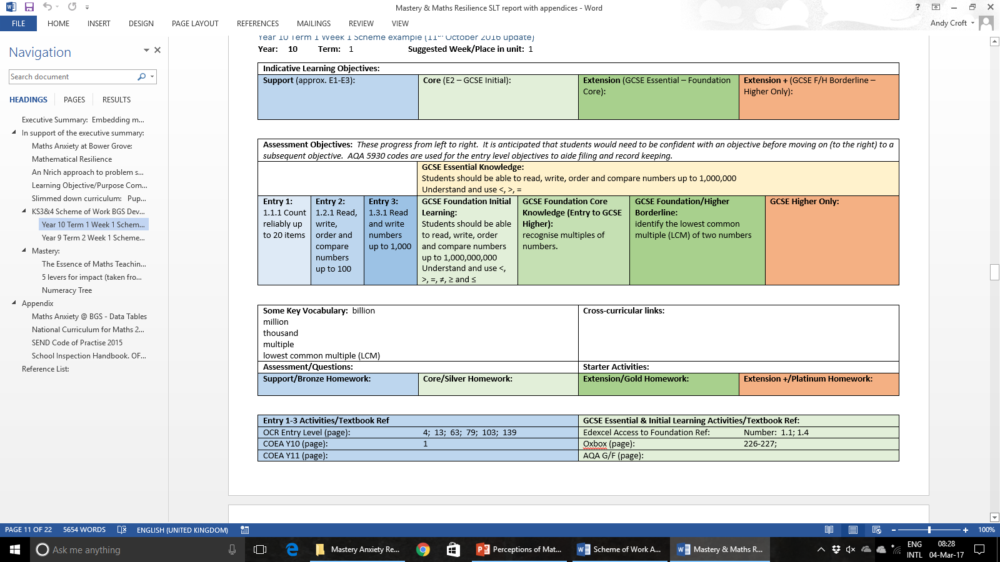 Mastery & Maths Resilience SLT report with appendices - Word
FILE HOME INSERT DESIGN PAGE LAYOUT REFERENCES MAILINGS REVIEW VIEW
Andy Croft
Navigation
Search document
HEADINGS PAGES RESULTS
Executive Summary: Embedding m...
In support of the executive summary:
Maths Anxiety at Bower Grove:
Mathematical Resilience
An Nrich approach to problem s...
Learning Objective/Purpose Com...
Slimmed down curriculum: Pup...
KS3&4 Scheme of Work BGS Dev...
Year 10 Term 1 Week 1 Schem...
Year 9 Term 2 Week 1 Scheme...
Mastery:
The Essence of Maths Teachin...
5 levers for impact (taken fro...
Numeracy Tree
Appendix
Maths Anxiety @ BGS - Data Tables
National Curriculum for Maths 2...
SEND Code of Practise 2015
School Inspection Handbook. OF...
Reference List:
Year 10 Term 1 Week 1 Scheme example (11th October 2016 update)
Year: 10 Term: 1 Suggested Week/Place in unit: 1
Indicative Learning Objectives:
Support (approx. E1-E3):
Core (E2 – GCSE Initial):
Extension (GCSE Essential – Foundation
Core):
Extension + (GCSE F/H Borderline –
Higher Only):
Assessment Objectives: These progress from left to right. It is anticipated that students would need to be confident with an objective before moving on (to the right) to a
subsequent objective. AQA 5930 codes are used for the entry level objectives to aide filing and record keeping.
GCSE Essential Knowledge:
Students should be able to read, write, order and compare numbers up to 1,000,000
Understand and use <, >, =
Entry 1:
1.1.1 Count
reliably up
to 20 items
Entry 2:
1.2.1 Read,
write,
order and
compare
numbers
up to 100
Entry 3:
1.3.1 Read
and write
numbers
up to 1,000
GCSE Foundation Initial
Learning:
Students should be able
to read, write, order
and compare numbers
up to 1,000,000,000
Understand and use <,
>, =, ≠, ≥ and ≤
GCSE Foundation Core
Knowledge (Entry to GCSE
Higher):
recognise multiples of
numbers.
GCSE Foundation/Higher
Borderline:
identify the lowest common
multiple (LCM) of two numbers
GCSE Higher Only:
Some Key Vocabulary: billion
million
thousand
multiple
lowest common multiple (LCM)
Cross-curricular links:
Assessment/Questions:
Starter Activities:
Support/Bronze Homework:
Core/Silver Homework:
Extension/Gold Homework:
Extension +/Platinum Homework:
Entry 1-3 Activities/Textbook Ref
GCSE Essential & Initial Learning Activities/Textbook Ref:
OCR Entry Level (page): 4; 13; 63; 79; 103; 139
Edexcel Access to Foundation Ref: Number: 1.1; 1.4
COEA Y10 (page): 1
Oxbox (page): 226-227;
COEA Y11 (page):
AQA G/F (page):
PAGE 11 OF 22 5654 WORDS ENGLISH (UNITED KINGDOM) 100%
Ask me anything
Mastery Anxiety Re...
Perceptions of Mat...
Scheme of Work A...
Mastery & Maths R...
ENG
INTL
08:28
04-Mar-17